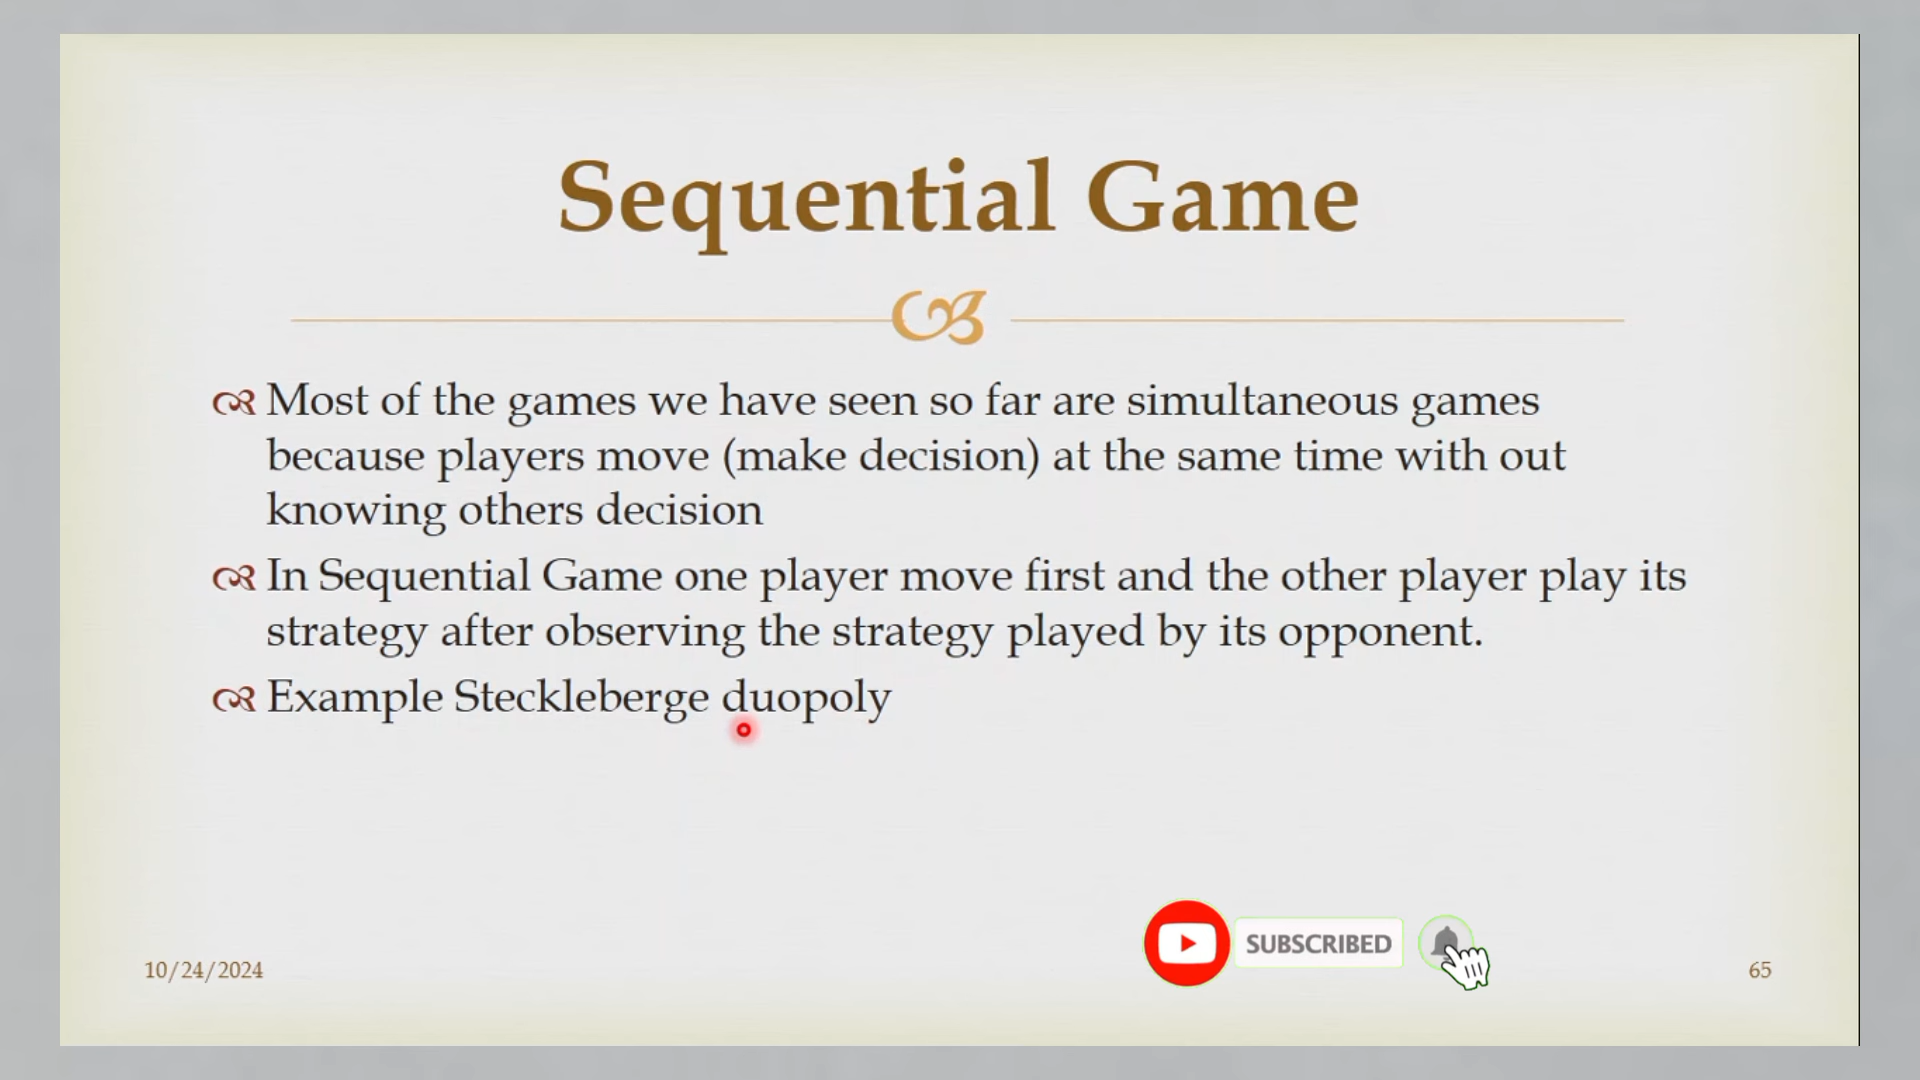 Sequential Game
Most of the games we have seen so far are simultaneous games
because players move (make decision) at the same time with out
knowing others decision
In Sequential Game one player move first and the other player play its
strategy after observing the strategy played by its opponent.
Example Steckleberge duopoly
SUBSCRIBED
10/24/2024
65